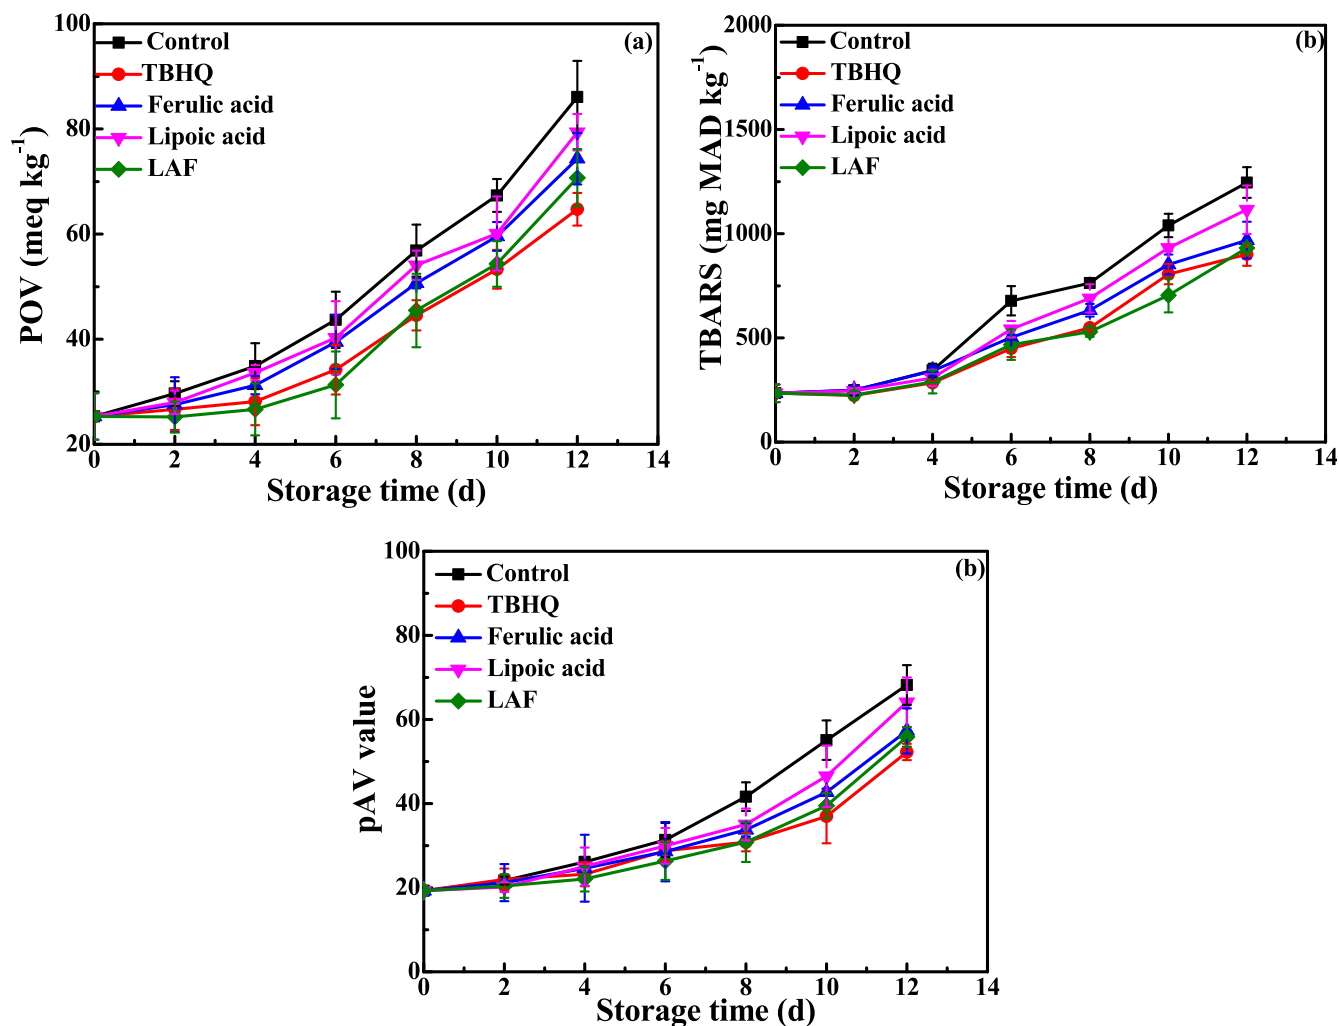 (a)
Control
TBHQ
Ferulic acid
Lipoic acid
LAF
POV (meq kg⁻¹)
100
80
60
40
20
0 2 4 6 8 10 12 14
Storage time (d)
(b)
Control
TBHQ
Ferulic acid
Lipoic acid
LAF
TBARS (mg MAD kg⁻¹)
2000
1500
1000
500
0
0 2 4 6 8 10 12 14
Storage time (d)
(b)
Control
TBHQ
Ferulic acid
Lipoic acid
LAF
pAV value
100
80
60
40
20
0
0 2 4 6 8 10 12 14
Storage time (d)